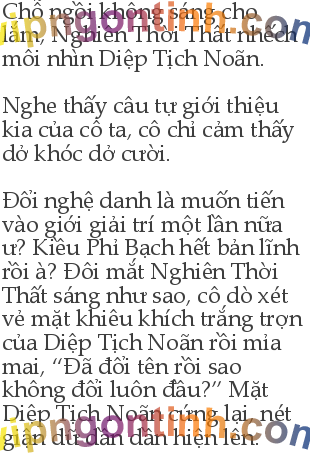 Chỗ ngồi không sáng cho
lắm, Nghiên Thời Thất nhếch
môi nhìn Diệp Tịch Noãn.
Nghe thấy câu tự giới thiệu
kia của cô ta, cô chỉ cảm thấy
dở khóc dở cười.
Đổi nghệ danh là muốn tiến
vào giới giải trí một lần nữa
ư? Kiều Phỉ Bạch hết bản lĩnh
rồi à? Đôi mắt Nghiên Thời
Thất sáng như sao, cô dò xét
vẻ mặt khiêu khích trắng trợn
của Diệp Tịch Noãn rồi mỉa
mai, “Đã đổi tên rồi sao
không đổi luôn đầu?” Mặt
Diệp Tịch Noãn cứng lại, nét
giận dữ dần dần hiện lên.
vipngontinh.com
vipngontinh.com